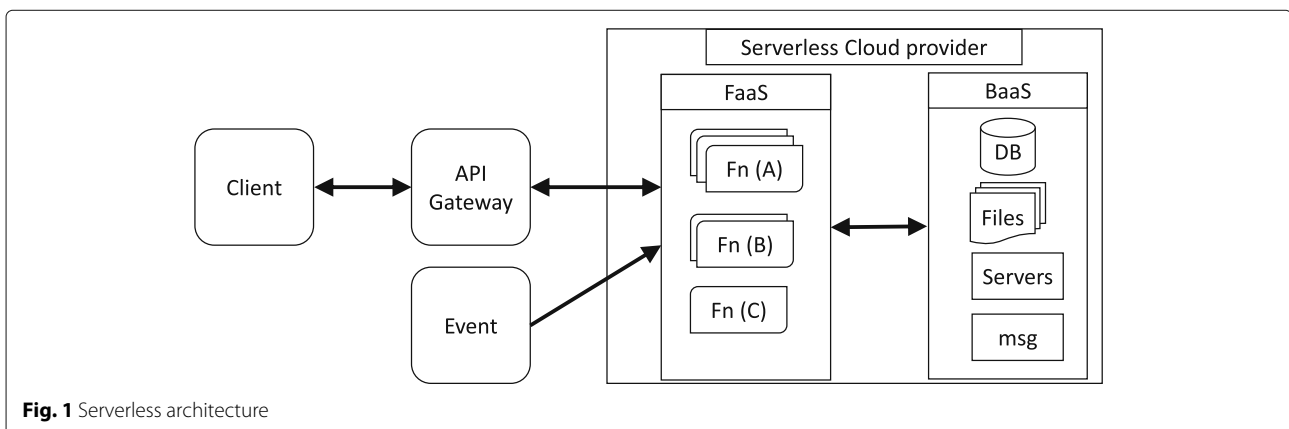 Serverless Cloud provider
FaaS
BaaS
Client
API
Gateway
Event
Fn (A)
Fn (B)
Fn (C)
DB
Files
Servers
msg
Fig. 1 Serverless architecture